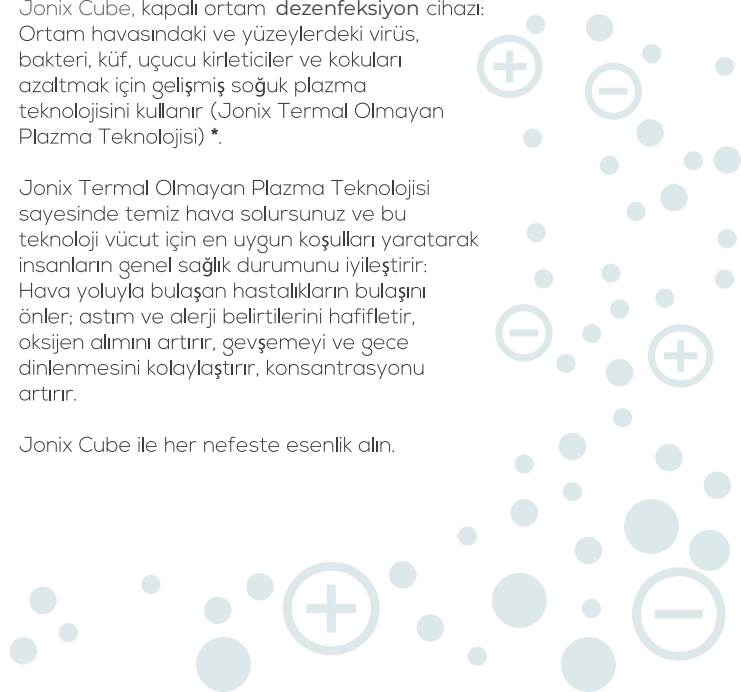 Jonix Cube, kapalı ortam dezenfeksiyon cihazı:
Ortam havasındaki ve yüzeylerdeki virüs,
bakteri, küf, uçucu kirleticiler ve kokuları
azaltmak için gelişmiş soğuk plazma
teknolojisini kullanır (Jonix Termal Olmayan
Plazma Teknolojisi) *.

Jonix Termal Olmayan Plazma Teknolojisi
sayesinde temiz hava solursunuz ve bu
teknoloji vücut için en uygun koşulları yaratarak
insanların genel sağlık durumunu iyileştirir:
Hava yoluyla bulaşan hastalıkların bulaşını
önler; astım ve alerji belirtilerini hafifletir,
oksijen alımını artırır, gevşemeyi ve gece
dinlenmesini kolaylaştırır, konsantrasyonu
artırır.

Jonix Cube ile her nefeste esenlik alın.